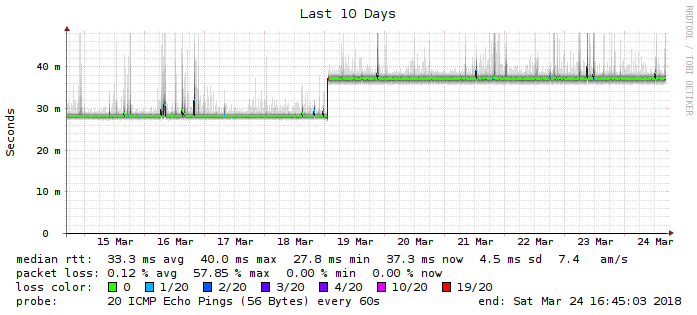 Last 10 Days
RRDTOOL / TOBI OETIKER
Seconds
40 m
30 m
20 m
10 m
0
15 Mar 16 Mar 17 Mar 18 Mar 19 Mar 20 Mar 21 Mar 22 Mar 23 Mar 24 Mar
median rtt: 33.3 ms avg 40.0 ms max 27.8 ms min 37.3 ms now 4.5 ms sd 7.4 am/s
packet loss: 0.12 % avg 57.85 % max 0.00 % min 0.00 % now
loss color: 0 1/20 2/20 3/20 4/20 10/20 19/20
probe: 20 ICMP Echo Pings (56 Bytes) every 60s end: Sat Mar 24 16:45:03 2018